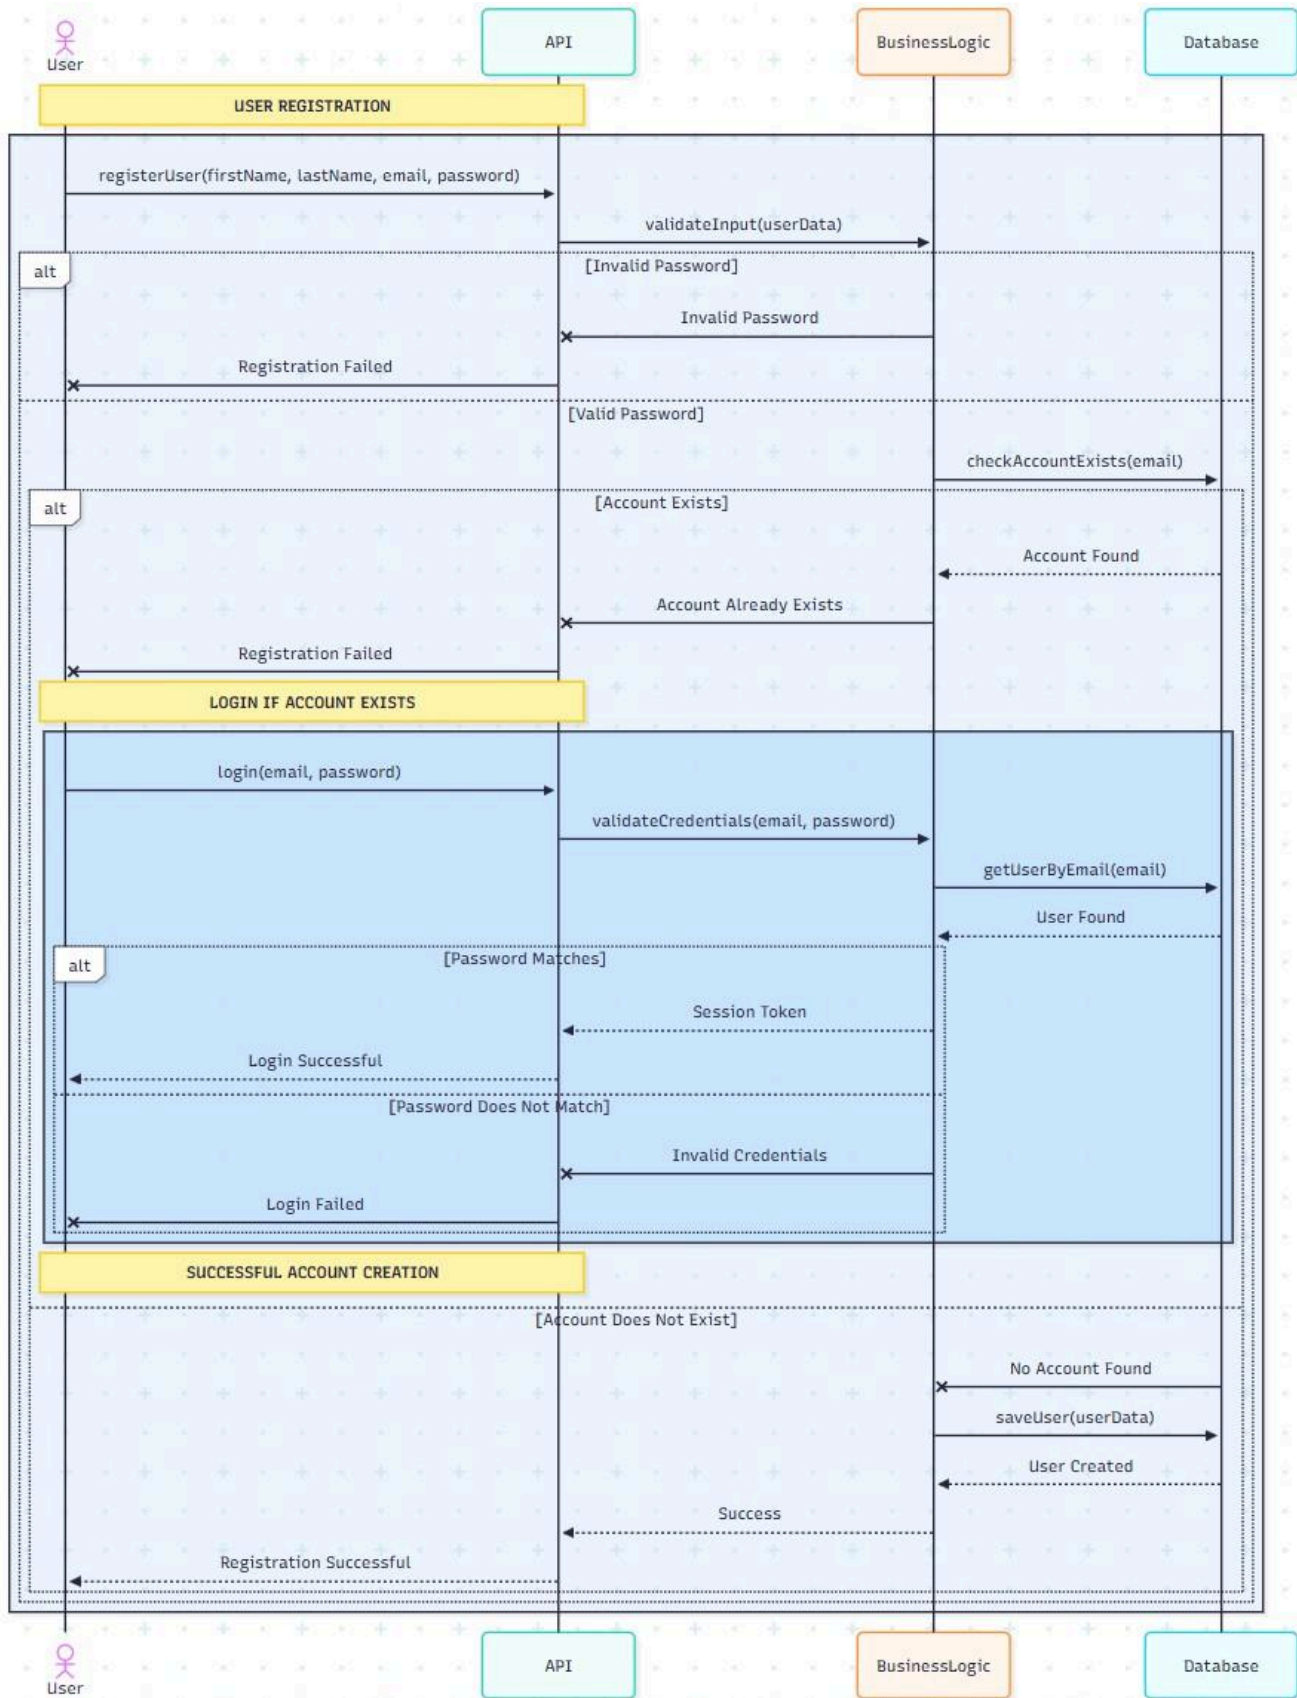 User
API
BusinessLogic
Database
USER REGISTRATION
registerUser(firstName, lastName, email, password)
validateInput(userData)
alt
[Invalid Password]
Invalid Password
Registration Failed
[Valid Password]
checkAccountExists(email)
alt
[Account Exists]
Account Found
Account Already Exists
Registration Failed
LOGIN IF ACCOUNT EXISTS
login(email, password)
validateCredentials(email, password)
getUserByEmail(email)
User Found
alt
[Password Matches]
Session Token
Login Successful
[Password Does Not Match]
Invalid Credentials
Login Failed
SUCCESSFUL ACCOUNT CREATION
[Account Does Not Exist]
No Account Found
saveUser(userData)
User Created
Success
Registration Successful
User
API
BusinessLogic
Database